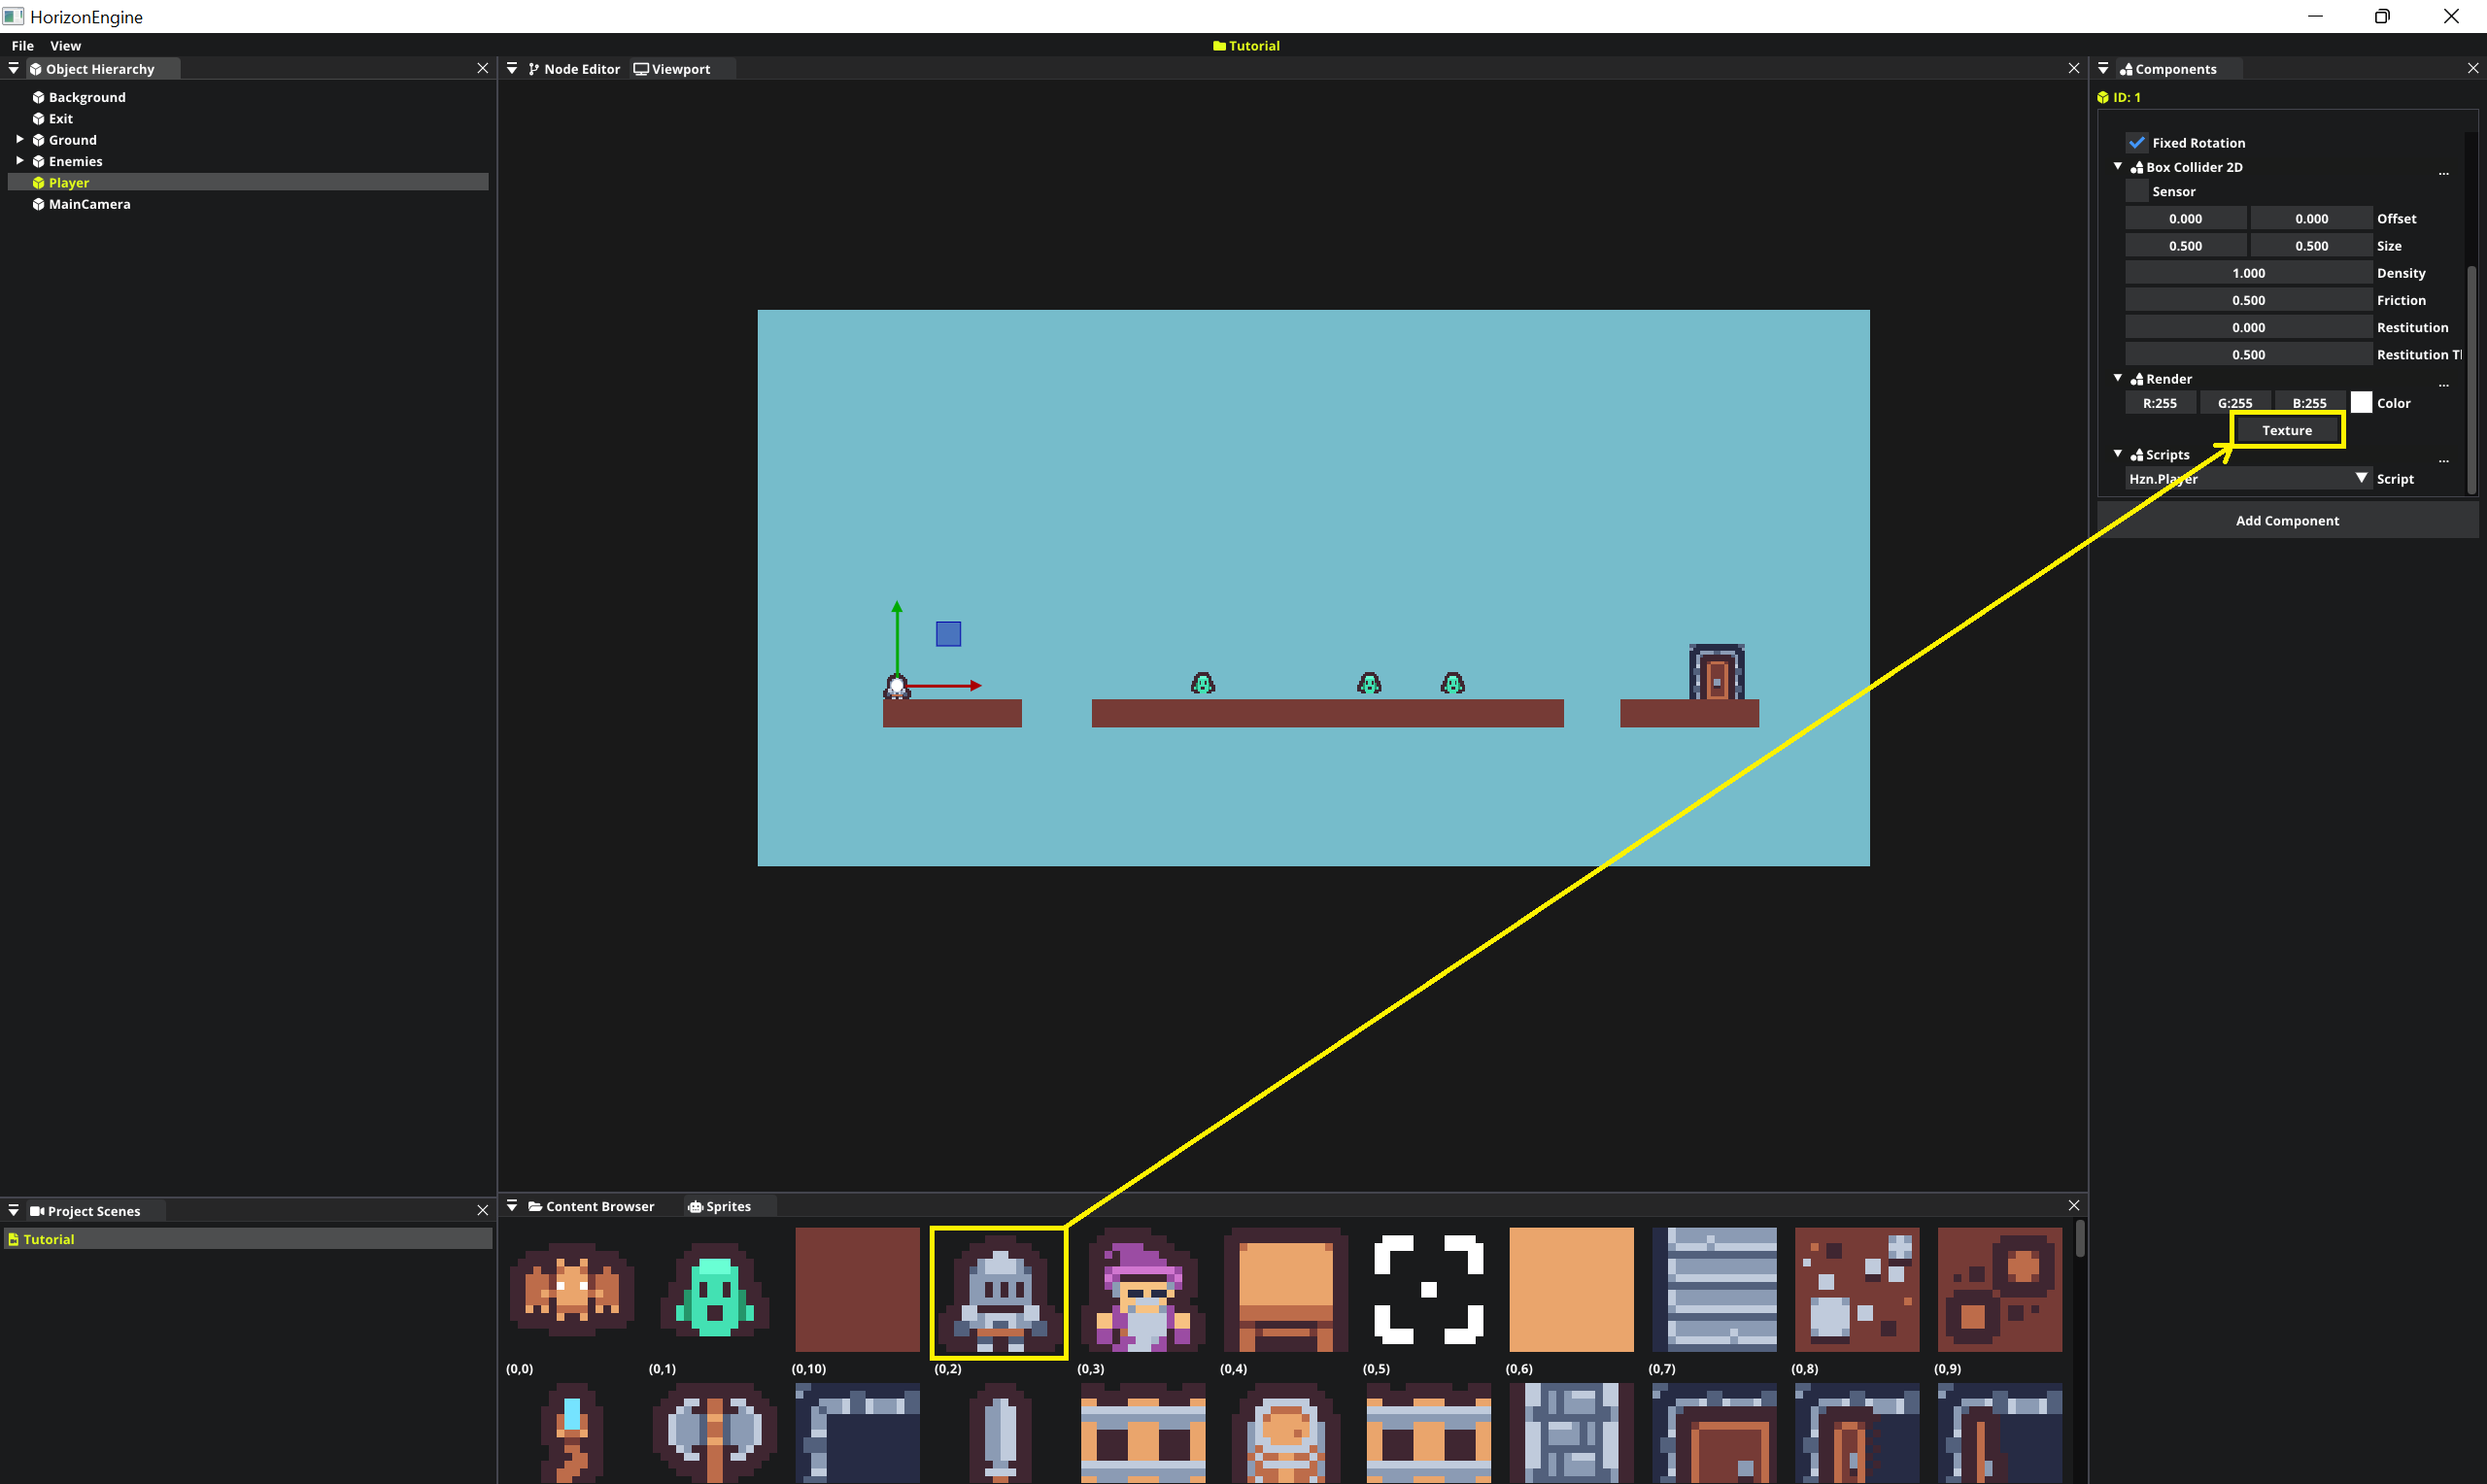 HorizonEngine
File View
Tutorial
Object Hierarchy
Background
Exit
Ground
Enemies
Player
MainCamera
Node Editor Viewport
Components
ID: 1
Fixed Rotation
Box Collider 2D
...
Sensor
0.000 0.000 Offset
0.500 0.500 Size
1.000 Density
0.500 Friction
0.000 Restitution
0.500 Restitution
Render
...
R:255 G:255 B:255 Color
Texture
Scripts
...
Hzn.Player Script
Add Component
Project Scenes
Tutorial
Content Browser Sprites
(0,0) (0,1) (0,10) (0,2) (0,3) (0,4) (0,5) (0,6) (0,7) (0,8) (0,9)